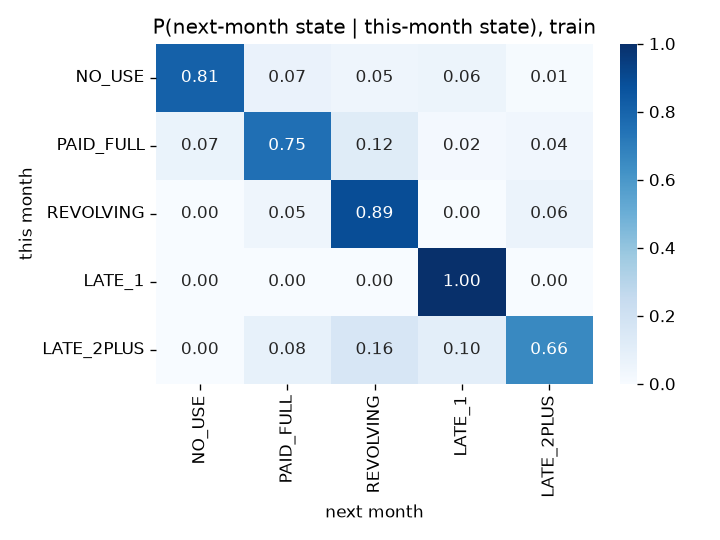 P(next-month state | this-month state), train
NO_USE 0.81 0.07 0.05 0.06 0.01
PAID_FULL 0.07 0.75 0.12 0.02 0.04
REVOLVING 0.00 0.05 0.89 0.00 0.06
LATE_1 0.00 0.00 0.00 1.00 0.00
LATE_2PLUS 0.00 0.08 0.16 0.10 0.66
this month
NO_USE PAID_FULL REVOLVING LATE_1 LATE_2PLUS
next month
1.0
0.8
0.6
0.4
0.2
0.0